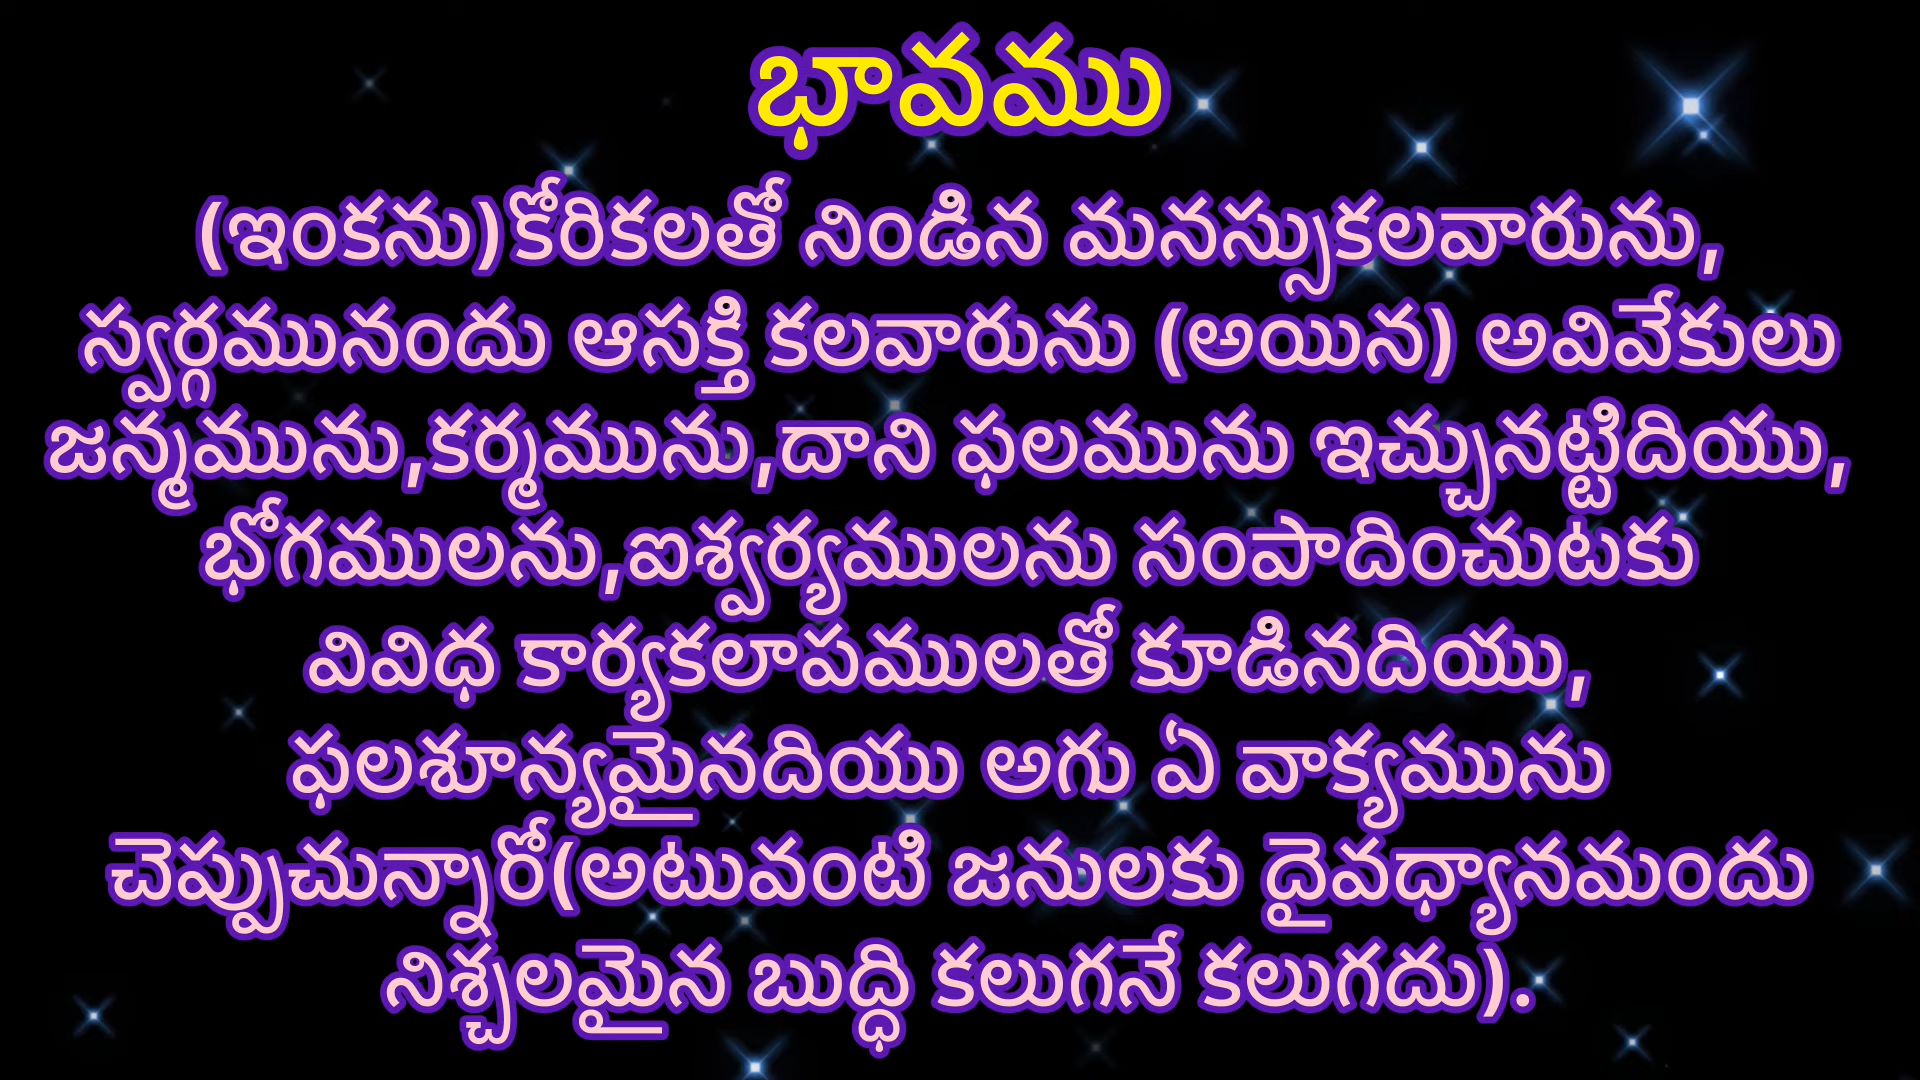 భావము
(ఇంకను)కోరికలతో నిండిన మనస్సుకలవారును,
స్వర్గమునందు ఆసక్తి కలవారును (అయిన) అవివేకులు
జన్మమును,కర్మమును,దాని ఫలమును ఇచ్చునట్టిదియు,
భోగములను,ఐశ్వర్యములను సంపాదించుటకు
వివిధ కార్యకలాపములతో కూడినదియు,
ఫలశూన్యమైనదియు అగు ఏ వాక్యమును
చెప్పుచున్నారో(అటువంటి జనులకు దైవధ్యానమందు
నిశ్చలమైన బుద్ధి కలుగనే కలుగదు).